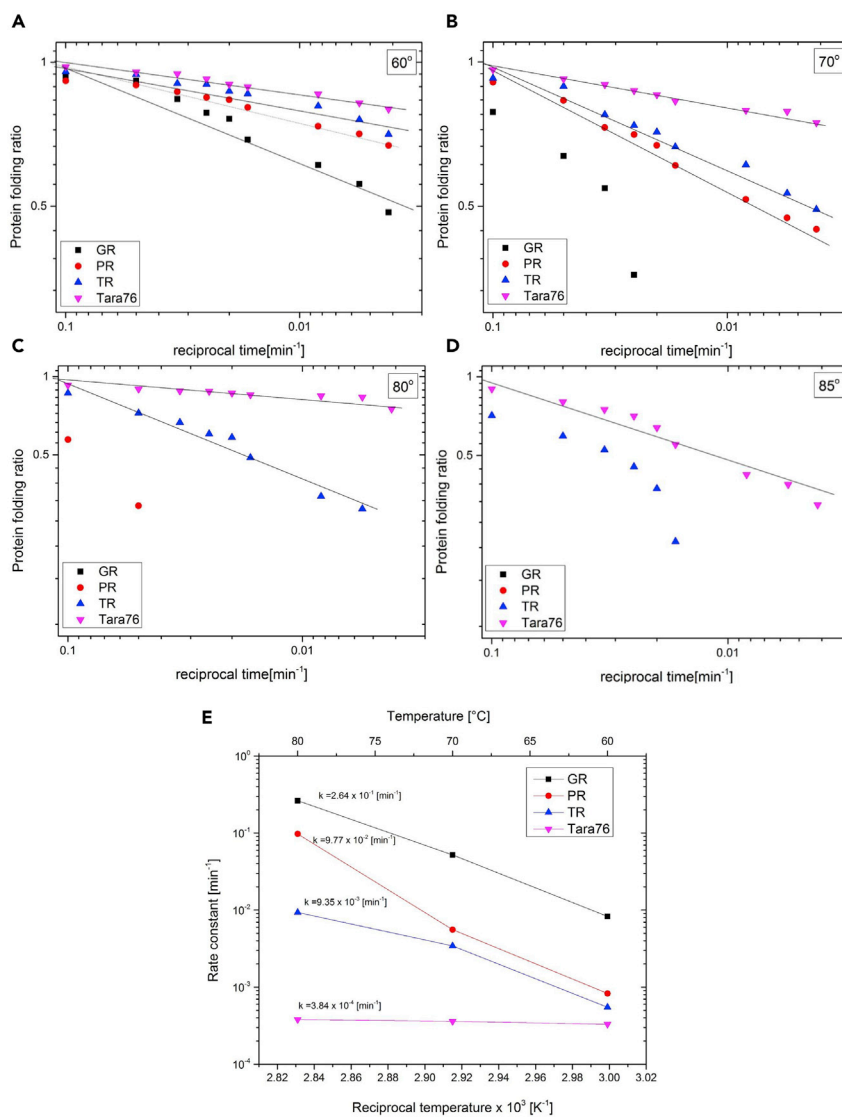 A
60°
1
0.5
Protein folding ratio
GR
PR
TR
Tara76
0.1
0.01
reciprocal time[min⁻¹]
B
70°
1
0.5
Protein folding ratio
GR
PR
TR
Tara76
0.1
0.01
reciprocal time[min⁻¹]
C
80°
1
0.5
Protein folding ratio
GR
PR
TR
Tara76
0.1
0.01
reciprocal time[min⁻¹]
D
85°
1
0.5
Protein folding ratio
GR
PR
TR
Tara76
0.1
0.01
reciprocal time[min⁻¹]
E
Temperature [°C]
80 75 70 65 60
10⁰
10⁻¹
10⁻²
10⁻³
10⁻⁴
Rate constant [min⁻¹]
GR
PR
TR
Tara76
k =2.64 x 10⁻¹ [min⁻¹]
k =9.77 x 10⁻² [min⁻¹]
k =9.35 x 10⁻³ [min⁻¹]
k =3.84 x 10⁻⁴ [min⁻¹]
2.82 2.84 2.86 2.88 2.90 2.92 2.94 2.96 2.98 3.00 3.02
Reciprocal temperature x 10³ [K⁻¹]